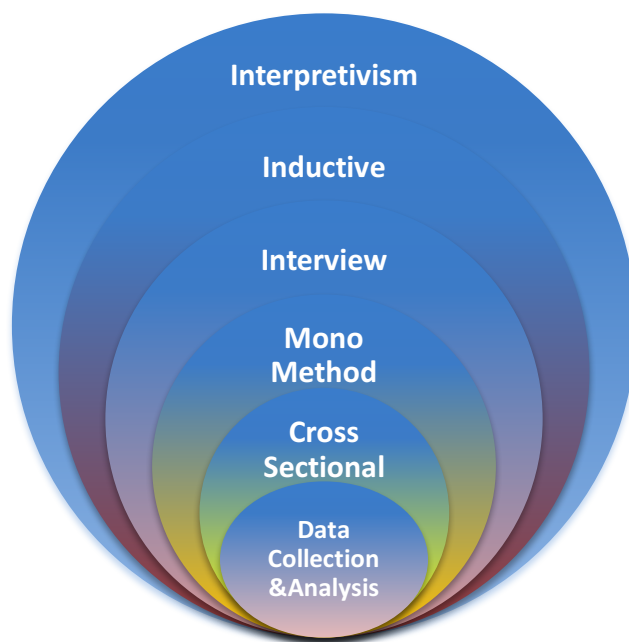 Interpretivism
Inductive
Interview
Mono
Method
Cross
Sectional
Data
Collection
&Analysis